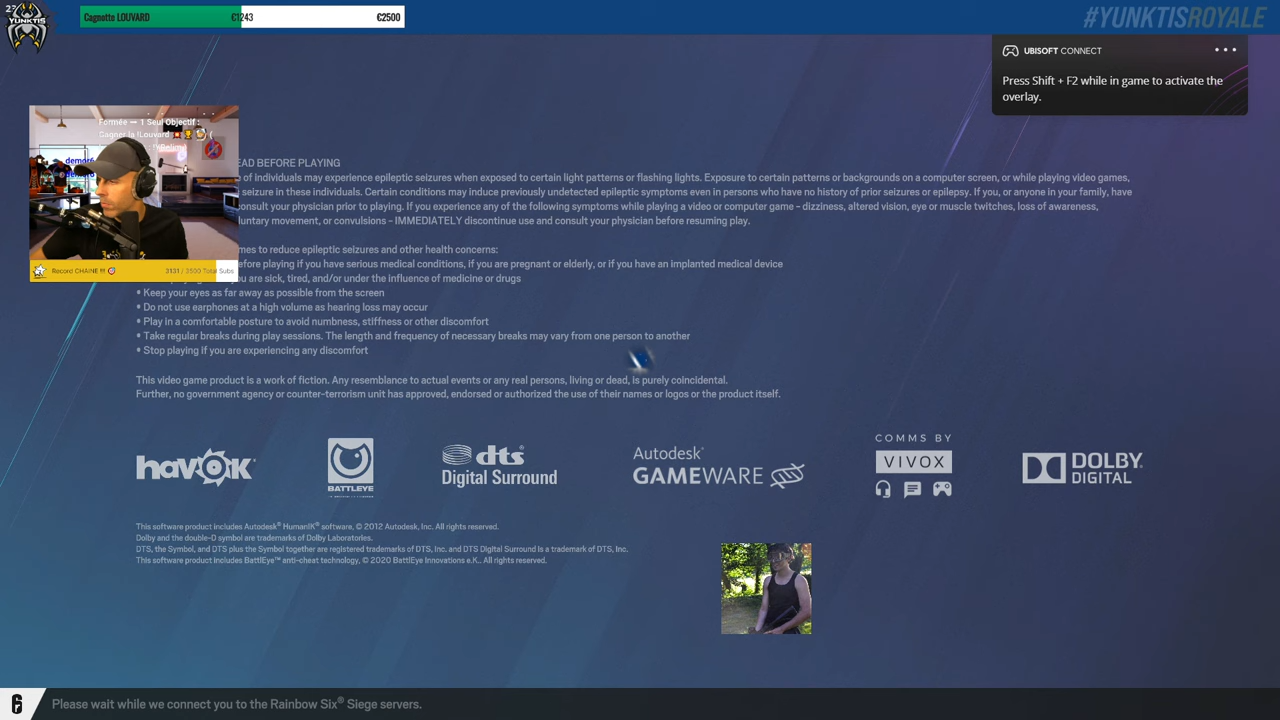 YUNKTIS
Cagnotte LOUVARD €1243 €2500
#YUNKTISROYALE
UBISOFT CONNECT
Press Shift + F2 while in game to activate the
overlay.
Formée 1 Seul Objectif :
Gagner la !Louvard
Record CHAINE !!! 3131 / 3500 Total Subs
EAD BEFORE PLAYING
of individuals may experience epileptic seizures when exposed to certain light patterns or flashing lights. Exposure to certain patterns or backgrounds on a computer screen, or while playing video games,
seizure in these individuals. Certain conditions may induce previously undetected epileptic symptoms even in persons who have no history of prior seizures or epilepsy. If you, or anyone in your family, have
onsult your physician prior to playing. If you experience any of the following symptoms while playing a video or computer game - dizziness, altered vision, eye or muscle twitches, loss of awareness,
luntary movement, or convulsions - IMMEDIATELY discontinue use and consult your physician before resuming play.
mes to reduce epileptic seizures and other health concerns:
efore playing if you have serious medical conditions, if you are pregnant or elderly, or if you have an implanted medical device
you are sick, tired, and/or under the influence of medicine or drugs
• Keep your eyes as far away as possible from the screen
• Do not use earphones at a high volume as hearing loss may occur
• Play in a comfortable posture to avoid numbness, stiffness or other discomfort
• Take regular breaks during play sessions. The length and frequency of necessary breaks may vary from one person to another
• Stop playing if you are experiencing any discomfort
This video game product is a work of fiction. Any resemblance to actual events or any real persons, living or dead, is purely coincidental.
Further, no government agency or counter-terrorism unit has approved, endorsed or authorized the use of their names or logos or the product itself.
havok
BATTLEYE
dts
Digital Surround
Autodesk®
GAMEWARE
COMMS BY
VIVOX
DOLBY
DIGITAL
This software product includes Autodesk® HumanIK® software, © 2012 Autodesk, Inc. All rights reserved.
Dolby and the double-D symbol are trademarks of Dolby Laboratories.
DTS, the Symbol, and DTS plus the Symbol together are registered trademarks of DTS, Inc. and DTS Digital Surround is a trademark of DTS, Inc.
This software product includes BattlEye™ anti-cheat technology, © 2020 BattlEye Innovations e.K.. All rights reserved.
Please wait while we connect you to the Rainbow Six® Siege servers.